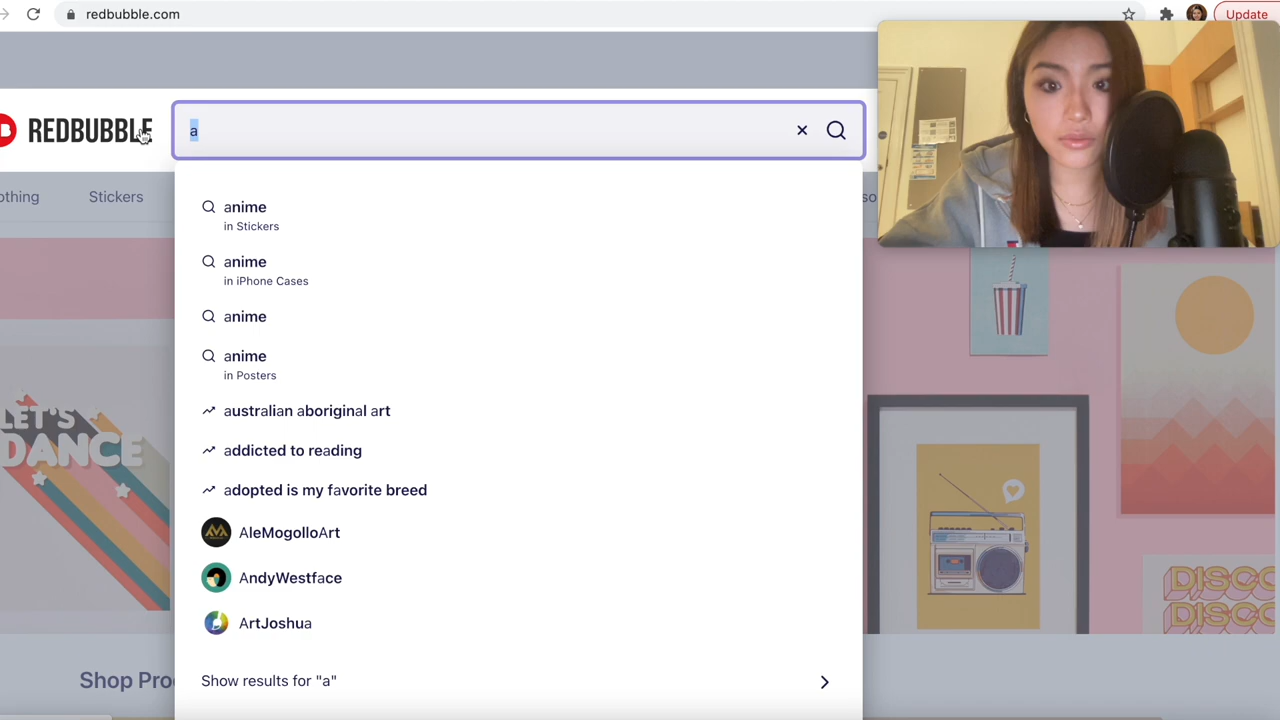 redbubble.com
Update
REDBUBBLE
a
othing
Stickers
so
anime
in Stickers
anime
in iPhone Cases
anime
anime
in Posters
australian aboriginal art
addicted to reading
adopted is my favorite breed
AleMogolloArt
AndyWestface
ArtJoshua
Show results for "a"
LET'S
DANCE
DISCO
DISCO
Shop Pro